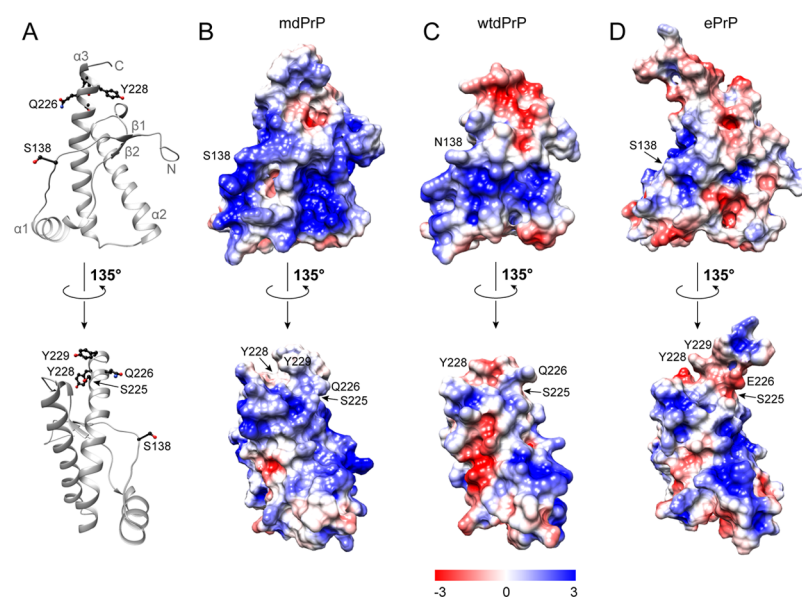 A
B
mdPrP
C
wtdPrP
D
ePrP
α3
C
Y228
Q226
β1
β2
S138
N
α1
α2
S138
N138
S138
135°
135°
135°
135°
Y229
Y228
Q226
S225
S138
Y228
Y229
Q226
S225
Y228
Q226
S225
Y229
Y228
E226
S225
-3
0
3